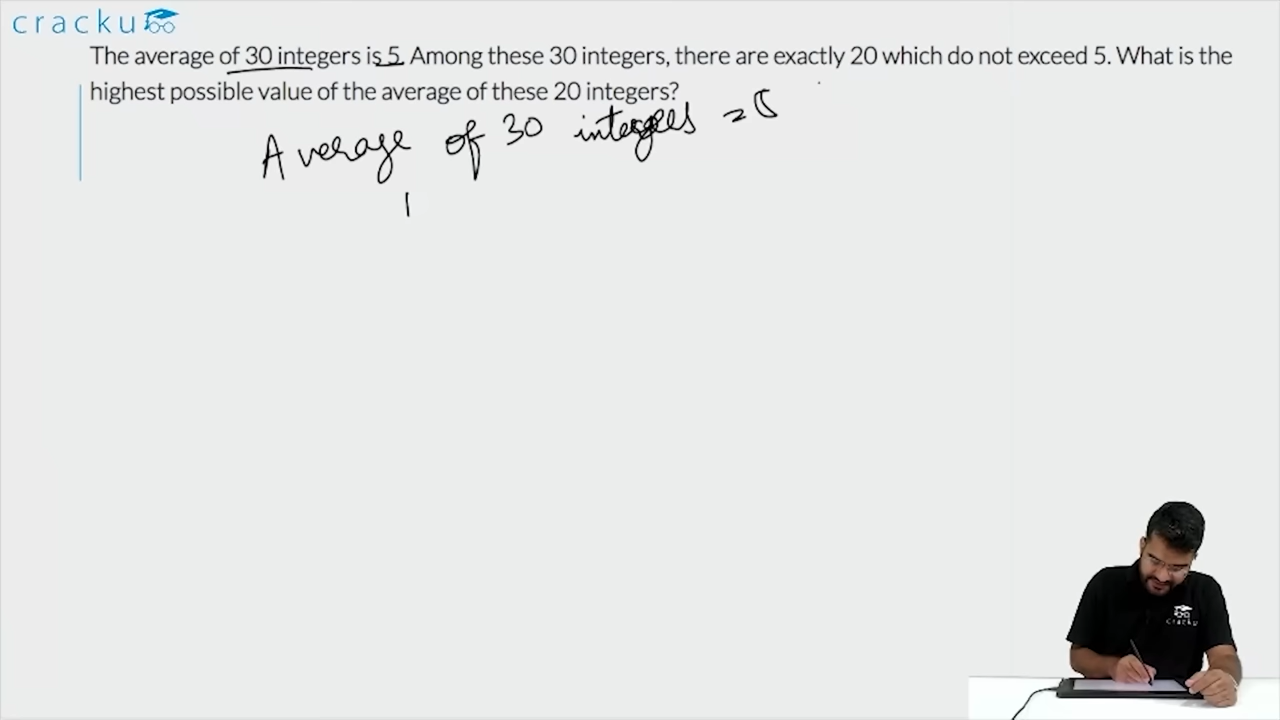 cracku
The average of 30 integers is 5. Among these 30 integers, there are exactly 20 which do not exceed 5. What is the
highest possible value of the average of these 20 integers?
Average of 30 integers = 5
cracku